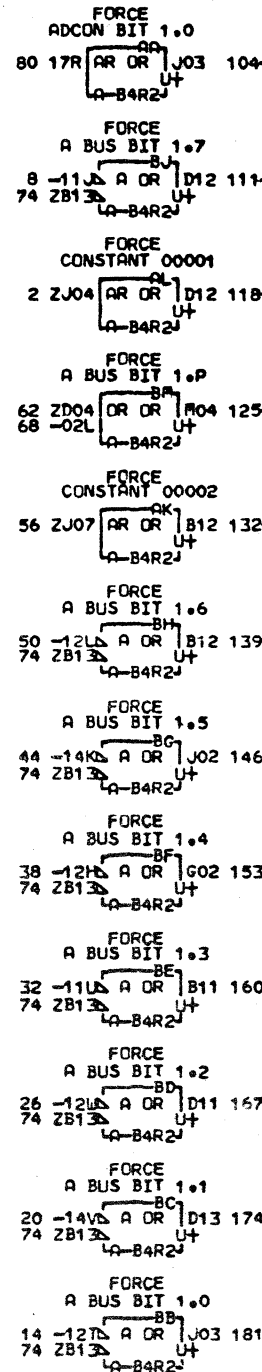 FORCE
ADCON BIT 1.0
AA
80 17R AR OR J03 104
U+
A-B4R2
FORCE
A BUS BIT 1.7
BJ
8 -11J A OR D12 111
74 ZB13 U+
A-B4R2
FORCE
CONSTANT 00001
AL
2 ZJ04 AR OR D12 118
U+
A-B4R2
FORCE
A BUS BIT 1.P
BM
62 ZD04 OR OR M04 125
68 -02L U+
A-B4R2
FORCE
CONSTANT 00002
AK
56 ZJ07 AR OR B12 132
U+
A-B4R2
FORCE
A BUS BIT 1.6
BH
50 -12L A OR B12 139
74 ZB13 U+
A-B4R2
FORCE
A BUS BIT 1.5
BG
44 -14K A OR J02 146
74 ZB13 U+
A-B4R2
FORCE
A BUS BIT 1.4
BF
38 -12H A OR G02 153
74 ZB13 U+
A-B4R2
FORCE
A BUS BIT 1.3
BE
32 -11U A OR B11 160
74 ZB13 U+
A-B4R2
FORCE
A BUS BIT 1.2
BD
26 -12W A OR D11 167
74 ZB13 U+
A-B4R2
FORCE
A BUS BIT 1.1
BC
20 -14V A OR D13 174
74 ZB13 U+
A-B4R2
FORCE
A BUS BIT 1.0
BB
14 -12T A OR J03 181
74 ZB13 U+
A-B4R2